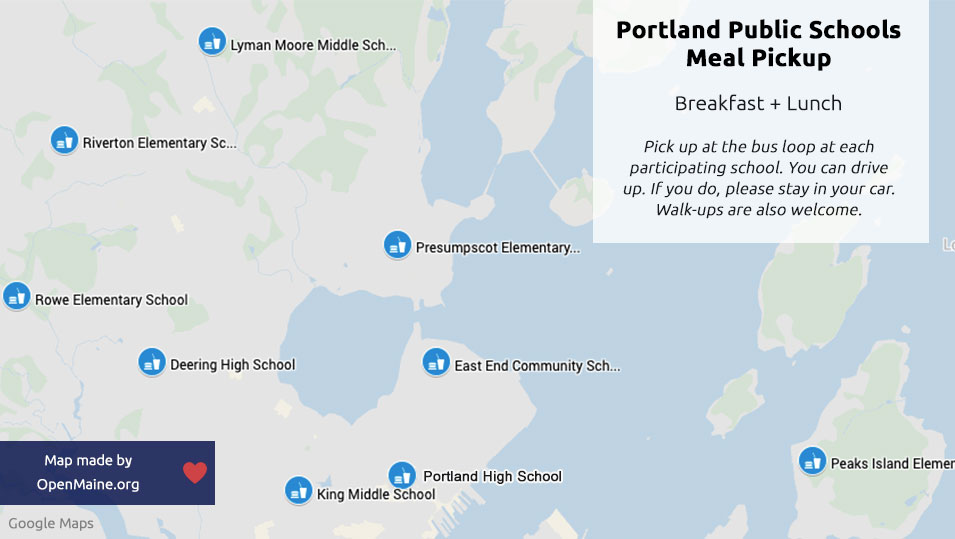 Portland Public Schools
Meal Pickup
Breakfast + Lunch
Pick up at the bus loop at each
participating school. You can drive
up. If you do, please stay in your car.
Walk-ups are also welcome.
Lyman Moore Middle Sch...
Riverton Elementary Sc...
Presumpscot Elementary...
Rowe Elementary School
Deering High School
East End Community Sch...
Peaks Island Elemen
Portland High School
King Middle School
Map made by
OpenMaine.org
Google Maps